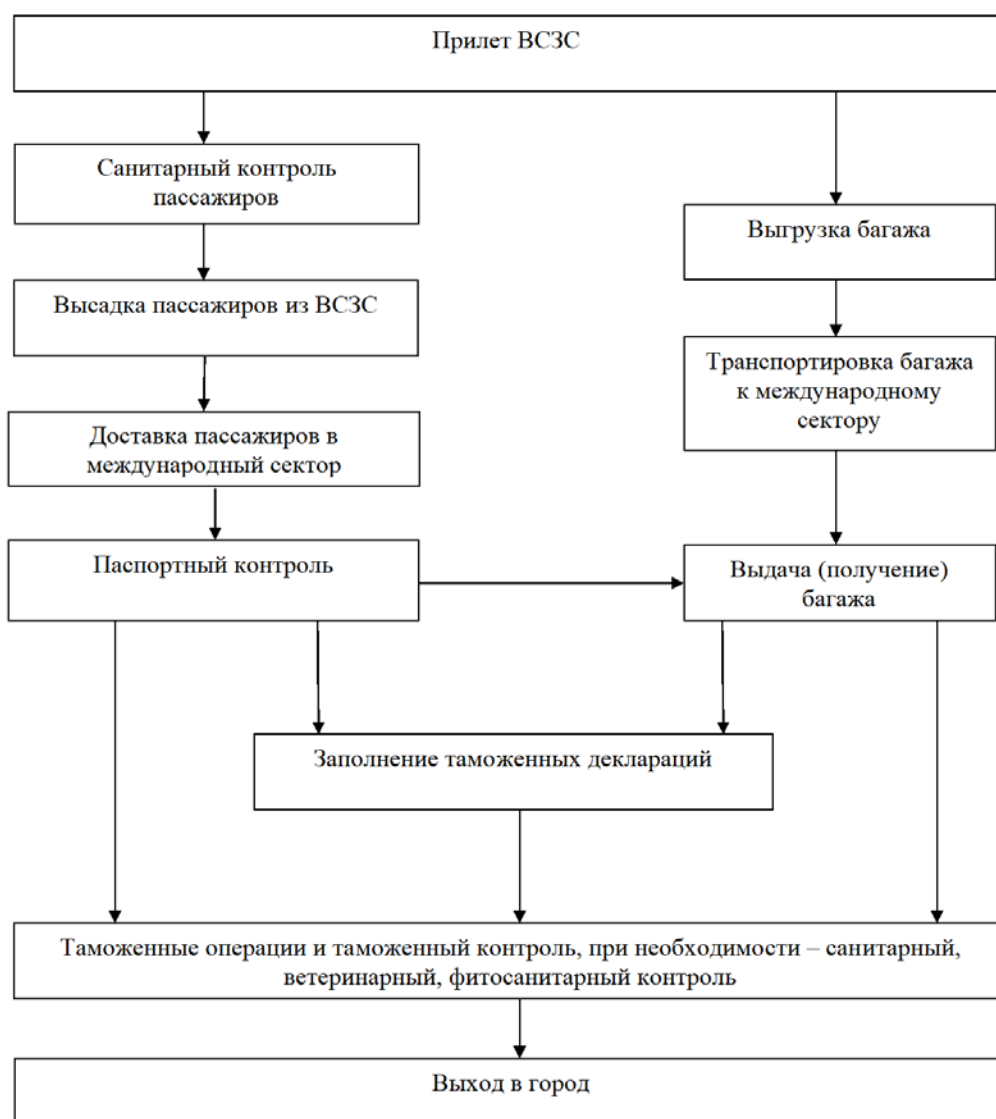 Прилет ВСЗС
Санитарный контроль
пассажиров
Выгрузка багажа
Высадка пассажиров из ВСЗС
Транспортировка багажа
к международному
сектору
Доставка пассажиров в
международный сектор
Паспортный контроль
Выдача (получение)
багажа
Заполнение таможенных деклараций
Таможенные операции и таможенный контроль, при необходимости – санитарный,
ветеринарный, фитосанитарный контроль
Выход в город